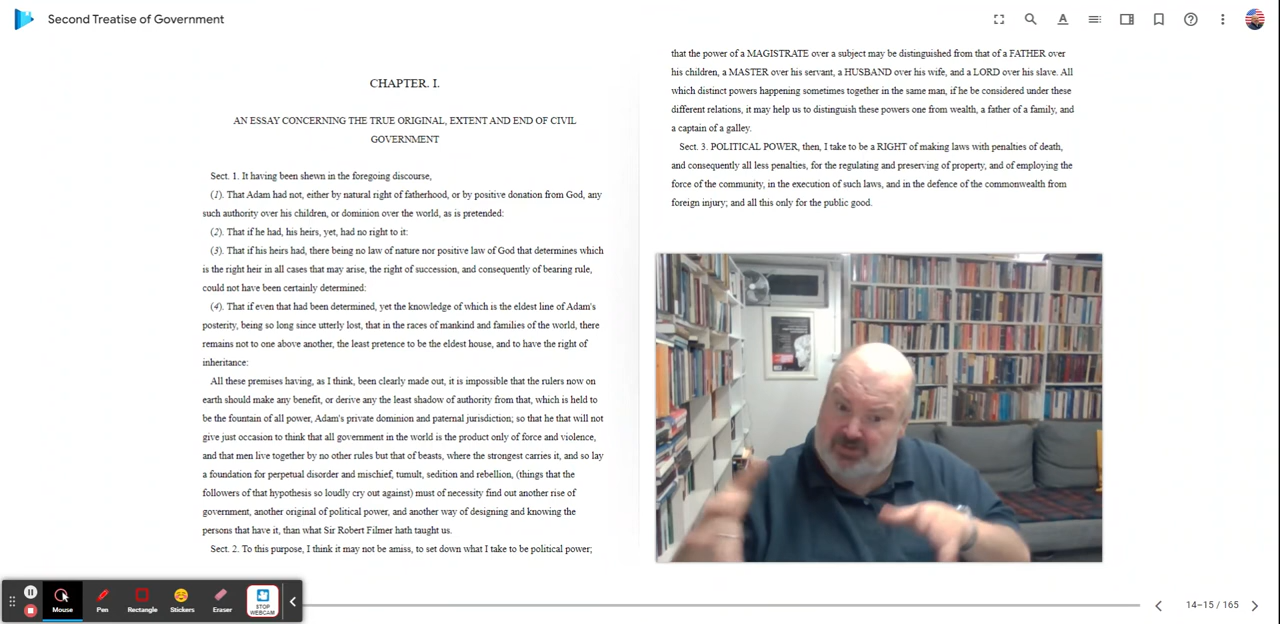 Second Treatise of Government
CHAPTER. I.
AN ESSAY CONCERNING THE TRUE ORIGINAL, EXTENT AND END OF CIVIL
GOVERNMENT
Sect. 1. It having been shewn in the foregoing discourse,
(1). That Adam had not, either by natural right of fatherhood, or by positive donation from God, any
such authority over his children, or dominion over the world, as is pretended:
(2). That if he had, his heirs, yet, had no right to it:
(3). That if his heirs had, there being no law of nature nor positive law of God that determines which
is the right heir in all cases that may arise, the right of succession, and consequently of bearing rule,
could not have been certainly determined:
(4). That if even that had been determined, yet the knowledge of which is the eldest line of Adam's
posterity, being so long since utterly lost, that in the races of mankind and families of the world, there
remains not to one above another, the least pretence to be the eldest house, and to have the right of
inheritance:
All these premises having, as I think, been clearly made out, it is impossible that the rulers now on
earth should make any benefit, or derive any the least shadow of authority from that, which is held to
be the fountain of all power, Adam's private dominion and paternal jurisdiction; so that he that will not
give just occasion to think that all government in the world is the product only of force and violence,
and that men live together by no other rules but that of beasts, where the strongest carries it, and so lay
a foundation for perpetual disorder and mischief, tumult, sedition and rebellion, (things that the
followers of that hypothesis so loudly cry out against) must of necessity find out another rise of
government, another original of political power, and another way of designing and knowing the
persons that have it, than what Sir Robert Filmer hath taught us.
Sect. 2. To this purpose, I think it may not be amiss, to set down what I take to be political power;
that the power of a MAGISTRATE over a subject may be distinguished from that of a FATHER over
his children, a MASTER over his servant, a HUSBAND over his wife, and a LORD over his slave. All
which distinct powers happening sometimes together in the same man, if he be considered under these
different relations, it may help us to distinguish these powers one from wealth, a father of a family, and
a captain of a galley.
Sect. 3. POLITICAL POWER, then, I take to be a RIGHT of making laws with penalties of death,
and consequently all less penalties, for the regulating and preserving of property, and of employing the
force of the community, in the execution of such laws, and in the defence of the commonwealth from
foreign injury; and all this only for the public good.
Mouse
Pen
Rectangle
Stickers
Eraser
STOP
WEBCAM
14–15 / 165